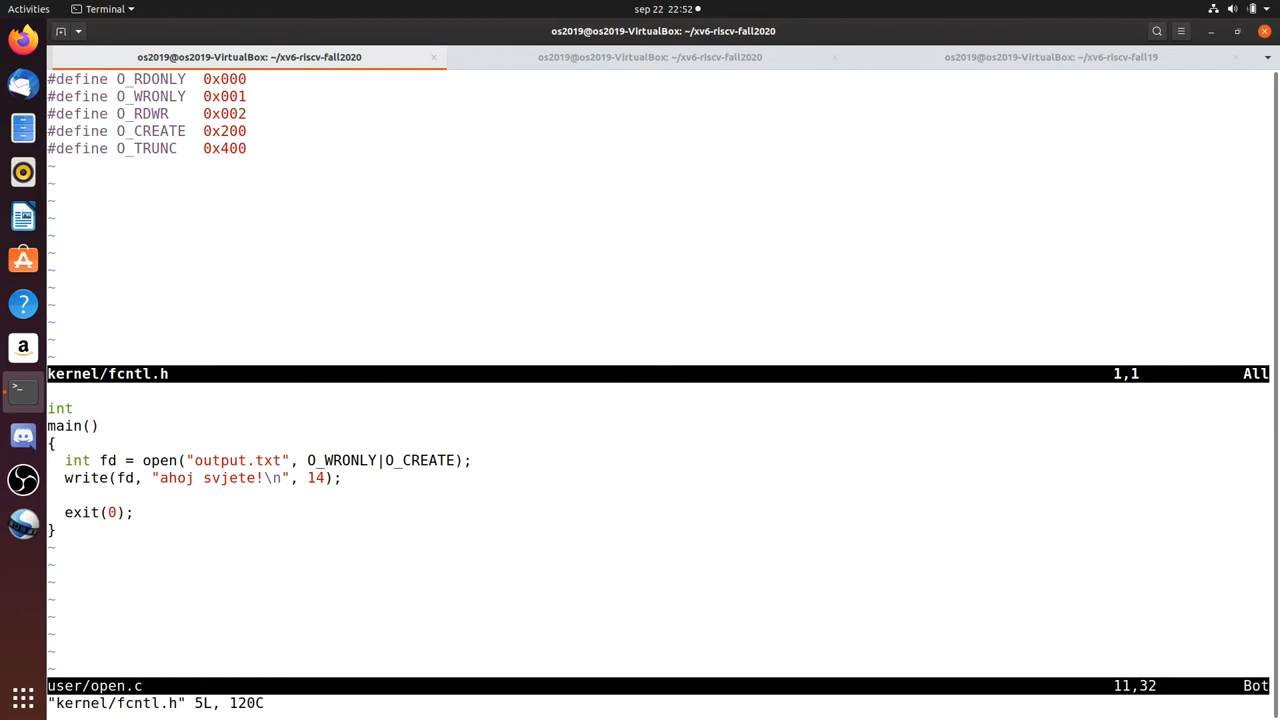 Activities
Terminal
sep 22 22:52
os2019@os2019-VirtualBox: ~/xv6-riscv-fall2020
os2019@os2019-VirtualBox: ~/xv6-riscv-fall2020
os2019@os2019-VirtualBox: ~/xv6-riscv-fall2020
os2019@os2019-VirtualBox: ~/xv6-riscv-fall19
#define O_RDONLY  0x000
#define O_WRONLY  0x001
#define O_RDWR    0x002
#define O_CREATE  0x200
#define O_TRUNC   0x400
~
~
~
~
~
~
~
~
~
~
~
~
kernel/fcntl.h 1,1 All
int
main()
{
  int fd = open("output.txt", O_WRONLY|O_CREATE);
  write(fd, "ahoj svjete!\n", 14);
  exit(0);
}
~
~
~
~
~
~
~
~
user/open.c 11,32 Bot
"kernel/fcntl.h" 5L, 120C